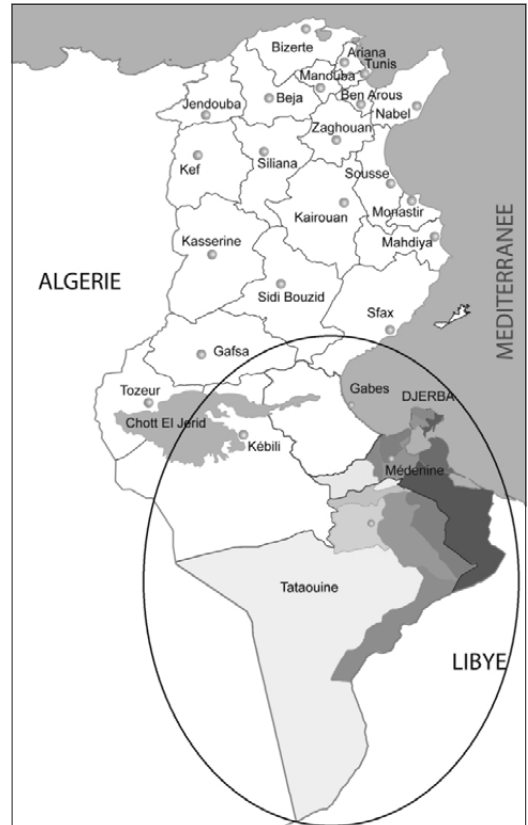 Bizerte
Ariana
Tunis
Manouba
Ben Arous
Nabel
Jendouba
Beja
Zaghouan
Kef
Siliana
Sousse
Monastir
Kairouan
Mahdiya
Kasserine
MEDITERRANEE
ALGERIE
Sidi Bouzid
Sfax
Gafsa
Tozeur
Gabes
DJERBA
Chott El Jerid
Kébili
Médenine
Tataouine
LIBYE